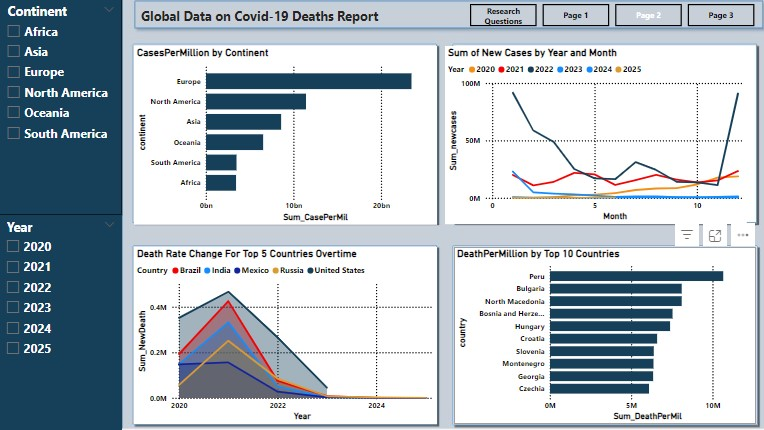 Continent
Africa
Asia
Europe
North America
Oceania
South America
Year
2020
2021
2022
2023
2024
2025
Global Data on Covid-19 Deaths Report
Research
Questions
Page 1
Page 2
Page 3
CasesPerMillion by Continent
continent
Europe
North America
Asia
Oceania
South America
Africa
0bn 10bn 20bn
Sum_CasePerMil
Sum of New Cases by Year and Month
Year 2020 2021 2022 2023 2024 2025
Sum_newcases
100M
50M
0M
0 5 10
Month
Death Rate Change For Top 5 Countries Overtime
Country Brazil India Mexico Russia United States
Sum_NewDeath
0.4M
0.2M
0.0M
2020 2022 2024
Year
DeathPerMillion by Top 10 Countries
country
Peru
Bulgaria
North Macedonia
Bosnia and Herze...
Hungary
Croatia
Slovenia
Montenegro
Georgia
Czechia
0M 5M 10M
Sum_DeathPerMil